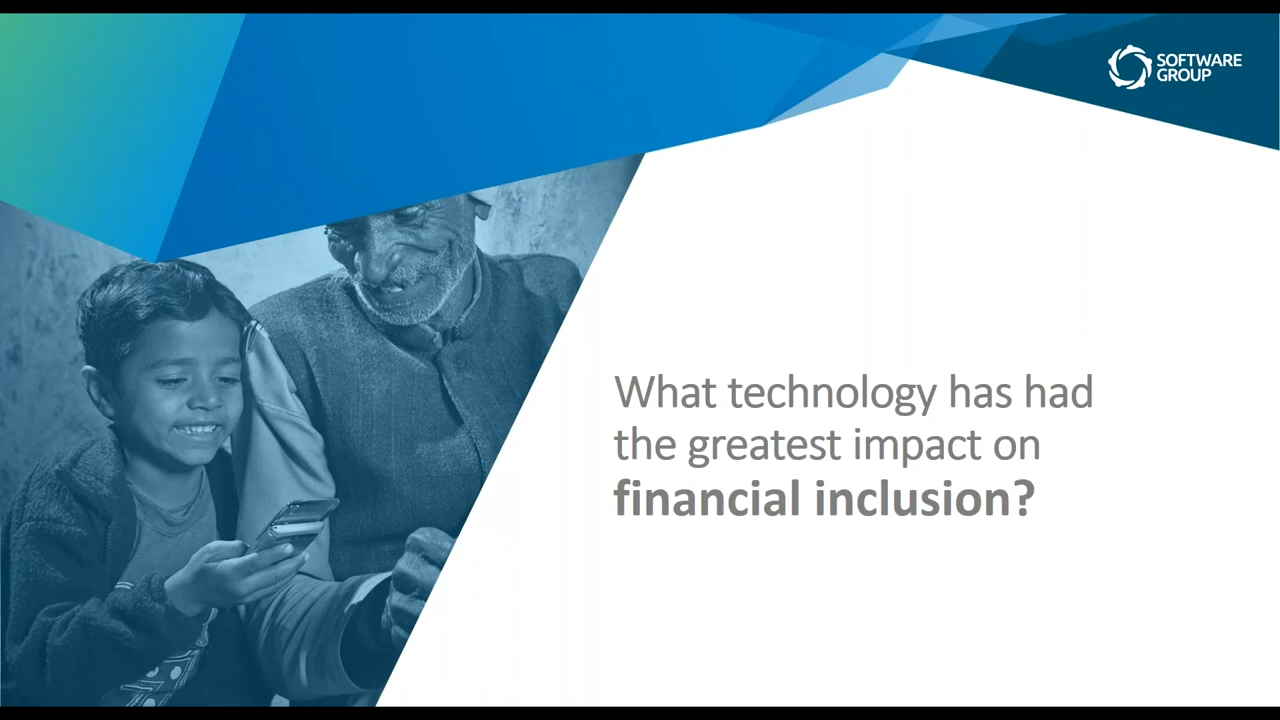 SOFTWARE
GROUP
What technology has had
the greatest impact on
financial inclusion?